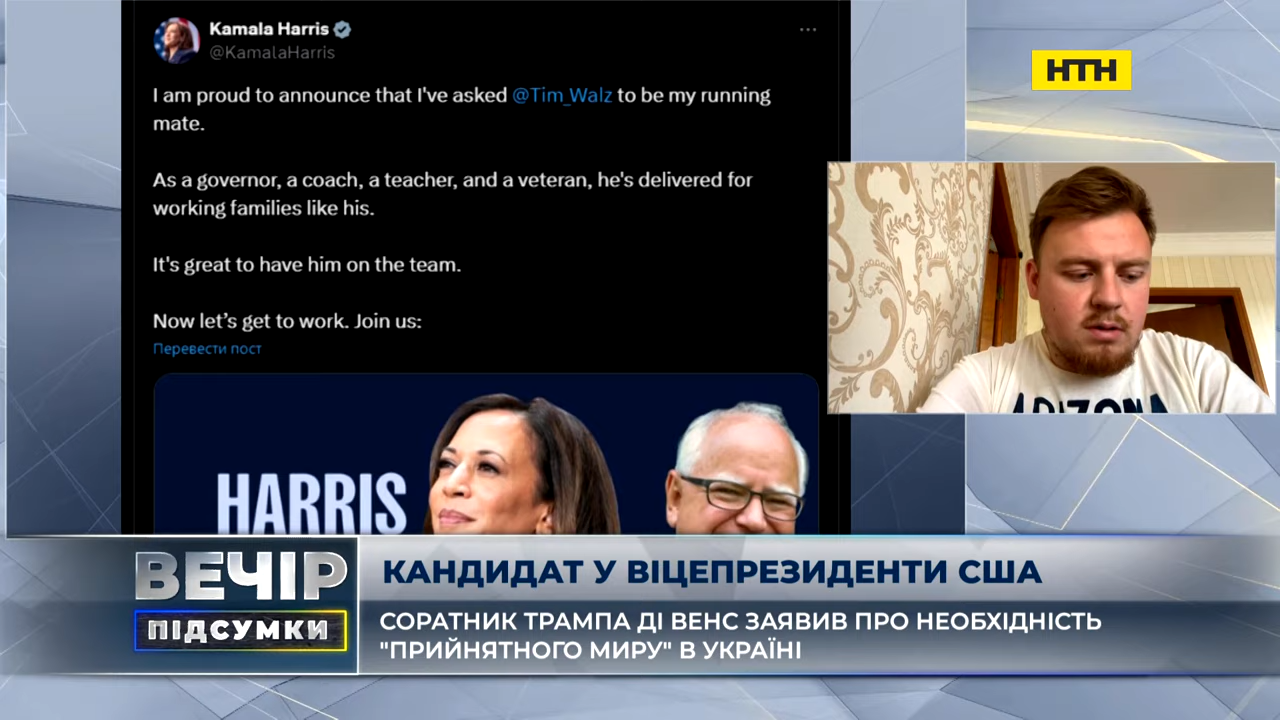 Kamala Harris
@KamalaHarris
I am proud to announce that I've asked @Tim_Walz to be my running
mate.
As a governor, a coach, a teacher, and a veteran, he's delivered for
working families like his.
It's great to have him on the team.
Now let’s get to work. Join us:
Перевести пост
HARRIS
НТН
ARIZONA
ВЕЧІР
ПІДСУМКИ
КАНДИДАТ У ВІЦЕПРЕЗИДЕНТИ США
СОРАТНИК ТРАМПА ДІ ВЕНС ЗАЯВИВ ПРО НЕОБХІДНІСТЬ
"ПРИЙНЯТНОГО МИРУ" В УКРАЇНІ